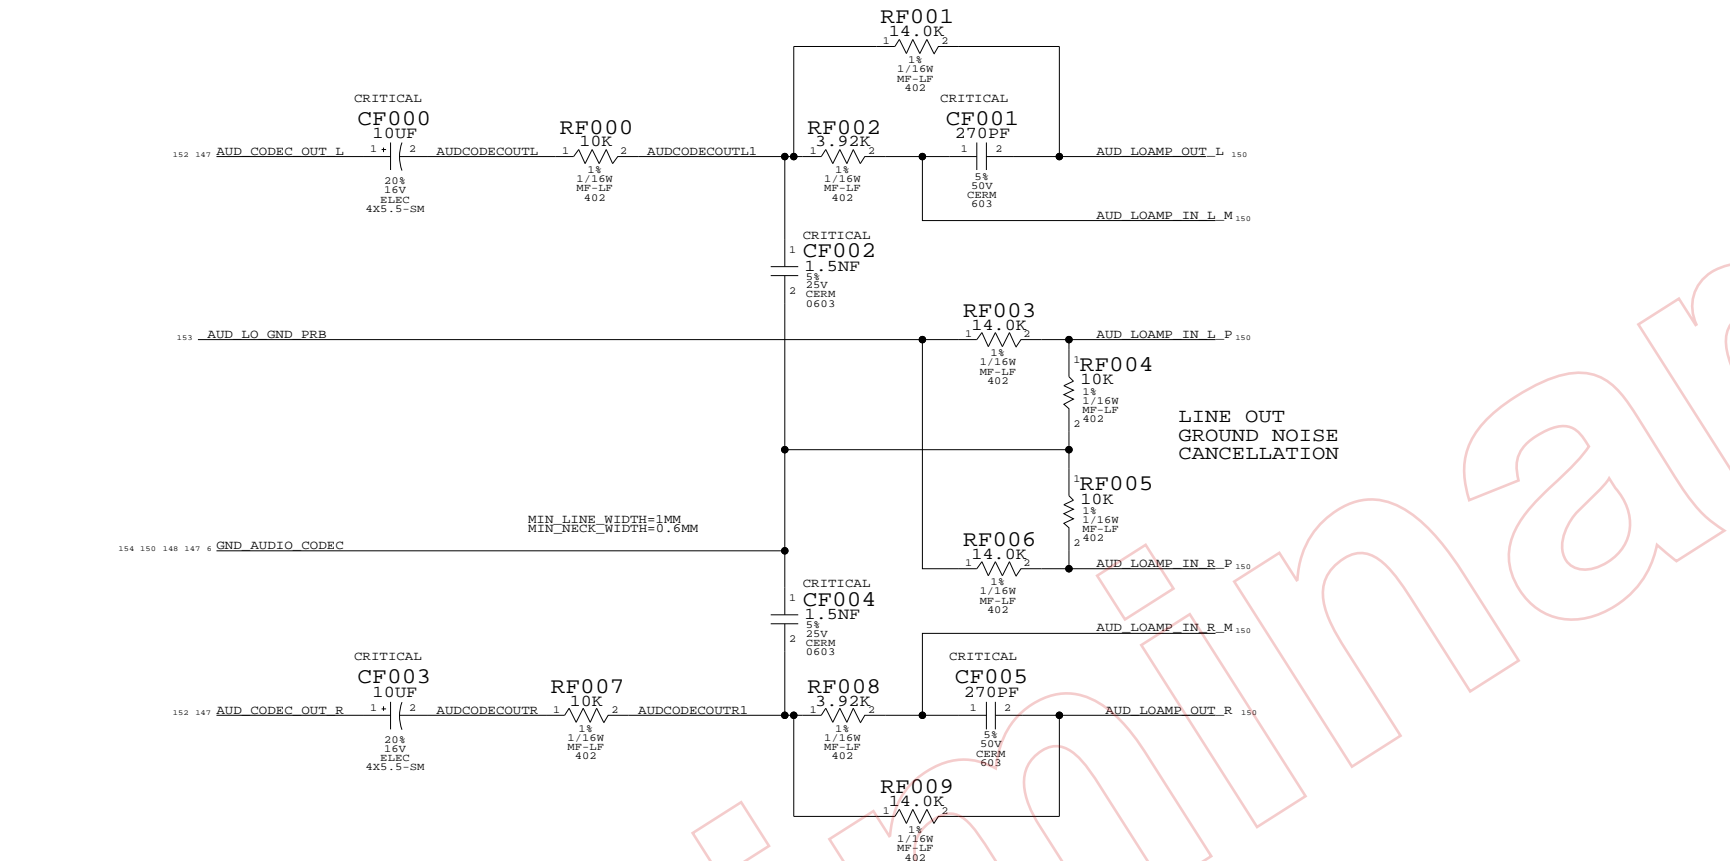 RF001
14.0K
1 2
1%
1/16W
MF-LF
402
CRITICAL
CF000
10UF
1 + 2
20%
16V
ELEC
4X5.5-SM
152 147 AUD_CODEC_OUT_L
AUDCODECOUTL
RF000
10K
1 2
1%
1/16W
MF-LF
402
AUDCODECOUTL1
RF002
3.92K
1 2
1%
1/16W
MF-LF
402
CRITICAL
CF001
270PF
1 2
5%
50V
CERM
603
AUD_LOAMP_OUT_L 150
AUD_LOAMP_IN_L_M 150
CRITICAL
1 CF002
1.5NF
5%
25V
2 CERM
0603
153 AUD_LO_GND_PRB
RF003
14.0K
1 2
1%
1/16W
MF-LF
402
AUD_LOAMP_IN_L_P 150
1 RF004
10K
1%
1/16W
MF-LF
2 402
LINE OUT
GROUND NOISE
CANCELLATION
1 RF005
10K
1%
1/16W
MF-LF
2 402
MIN_LINE_WIDTH=1MM
MIN_NECK_WIDTH=0.6MM
154 150 148 147 6 GND_AUDIO_CODEC
RF006
14.0K
1 2
1%
1/16W
MF-LF
402
AUD_LOAMP_IN_R_P 150
CRITICAL
1 CF004
1.5NF
5%
25V
2 CERM
0603
AUD_LOAMP_IN_R_M 150
CRITICAL
CF003
10UF
1 + 2
20%
16V
ELEC
4X5.5-SM
152 147 AUD_CODEC_OUT_R
AUDCODECOUTR
RF007
10K
1 2
1%
1/16W
MF-LF
402
AUDCODECOUTR1
RF008
3.92K
1 2
1%
1/16W
MF-LF
402
CRITICAL
CF005
270PF
1 2
5%
50V
CERM
603
AUD_LOAMP_OUT_R 150
RF009
14.0K
1 2
1%
1/16W
MF-LF
402